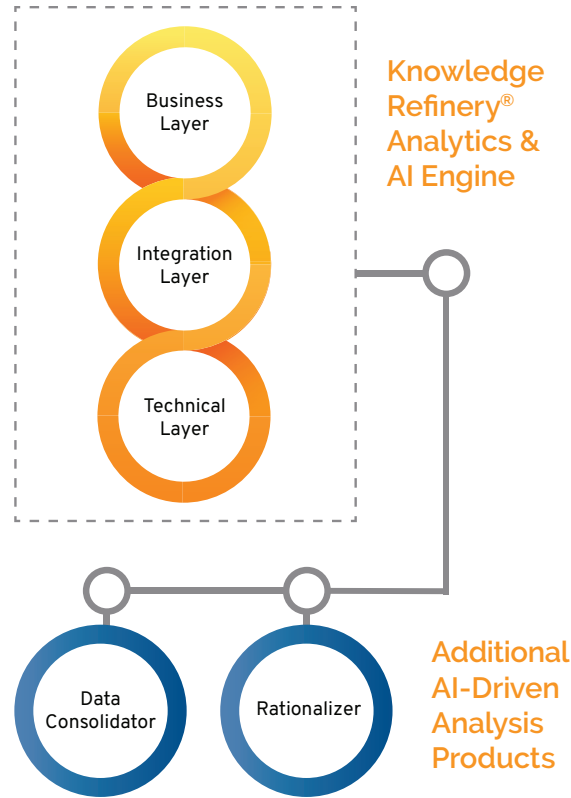 Business
Layer
Knowledge
Refinery®
Analytics &
AI Engine
Integration
Layer
Technical
Layer
Data
Consolidator
Rationalizer
Additional
AI-Driven
Analysis
Products